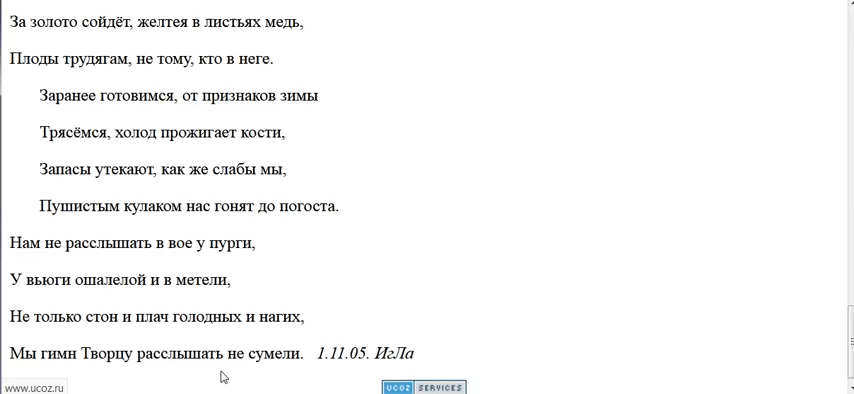 За золото сойдёт, желтея в листьях медь,
Плоды трудягам, не тому, кто в неге.
Заранее готовимся, от признаков зимы
Трясёмся, холод прожигает кости,
Запасы утекают, как же слабы мы,
Пушистым кулаком нас гонят до погоста.
Нам не расслышать в вое у пурги,
У вьюги ошалелой и в метели,
Не только стон и плач голодных и нагих,
Мы гимн Творцу расслышать не сумели. 1.11.05. ИгЛа
www.ucoz.ru
UCOZ SERVICES